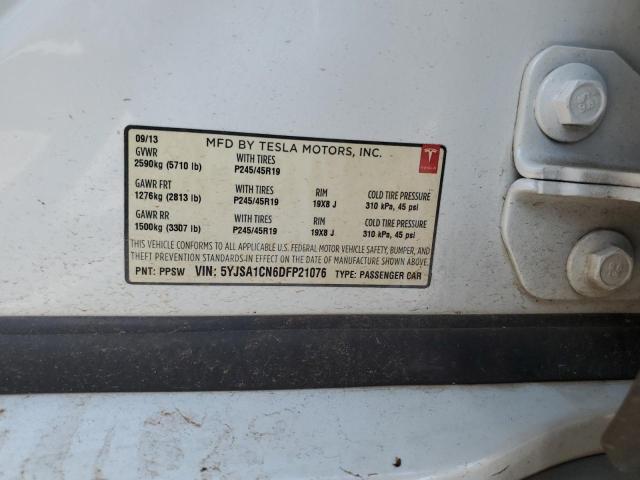 09/13 MFD BY TESLA MOTORS, INC.
GVWR WITH TIRES
2590kg (5710 lb) P245/45R19
GAWR FRT WITH TIRES RIM COLD TIRE PRESSURE
1276kg (2813 lb) P245/45R19 19X8 J 310 kPa, 45 psi
GAWR RR WITH TIRES RIM COLD TIRE PRESSURE
1500kg (3307 lb) P245/45R19 19X8 J 310 kPa, 45 psi
THIS VEHICLE CONFORMS TO ALL APPLICABLE U.S. FEDERAL MOTOR VEHICLE SAFETY, BUMPER, AND
THEFT PREVENTION STANDARDS IN EFFECT ON THE DATE OF MANUFACTURE SHOWN ABOVE.
PNT: PPSW VIN: 5YJSA1CN6DFP21076 TYPE: PASSENGER CAR